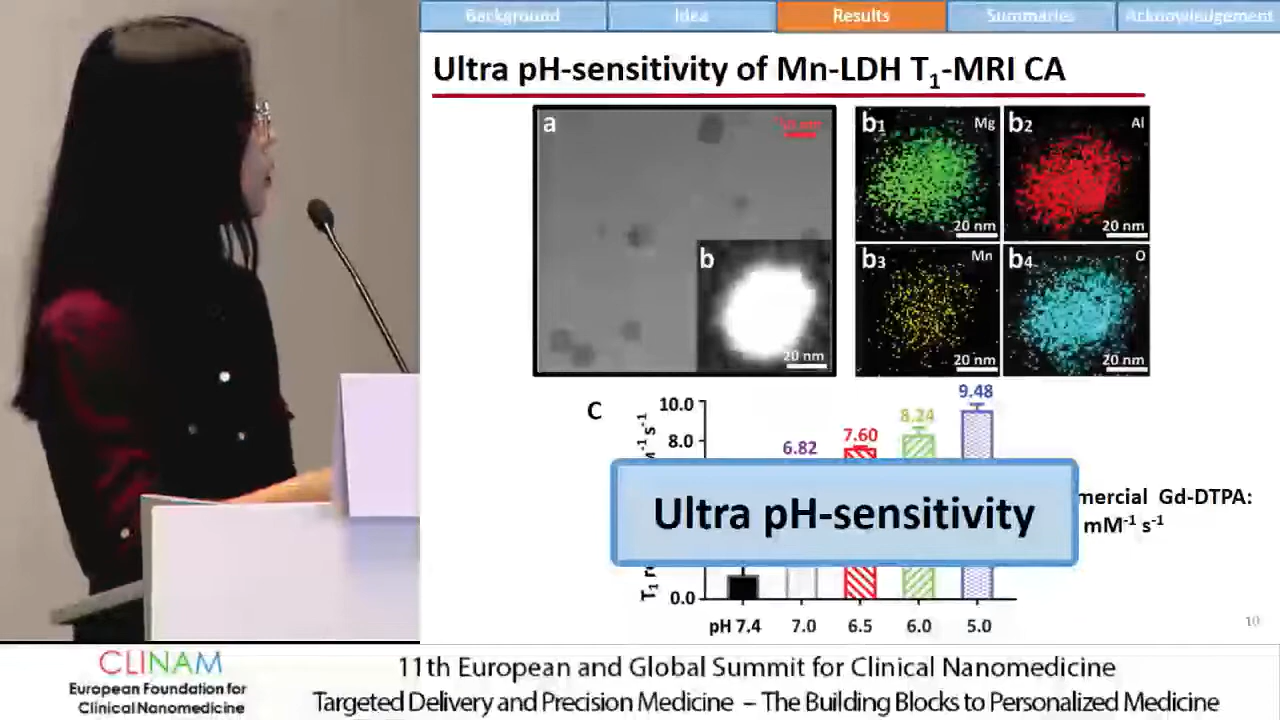 Background Idea Results Summaries Acknowledgement
Ultra pH-sensitivity of Mn-LDH T₁-MRI CA
a
b
20 nm
b1 Mg
20 nm
b2 Al
20 nm
b3 Mn
20 nm
b4 O
20 nm
C
10.0
8.0
0.0
6.82
7.60
8.24
9.48
M⁻¹ s⁻¹
T₁
Ultra pH-sensitivity
mercial Gd-DTPA:
mM⁻¹ s⁻¹
pH 7.4 7.0 6.5 6.0 5.0
10
CLINAM
European Foundation for
Clinical Nanomedicine
11th European and Global Summit for Clinical Nanomedicine
Targeted Delivery and Precision Medicine – The Building Blocks to Personalized Medicine